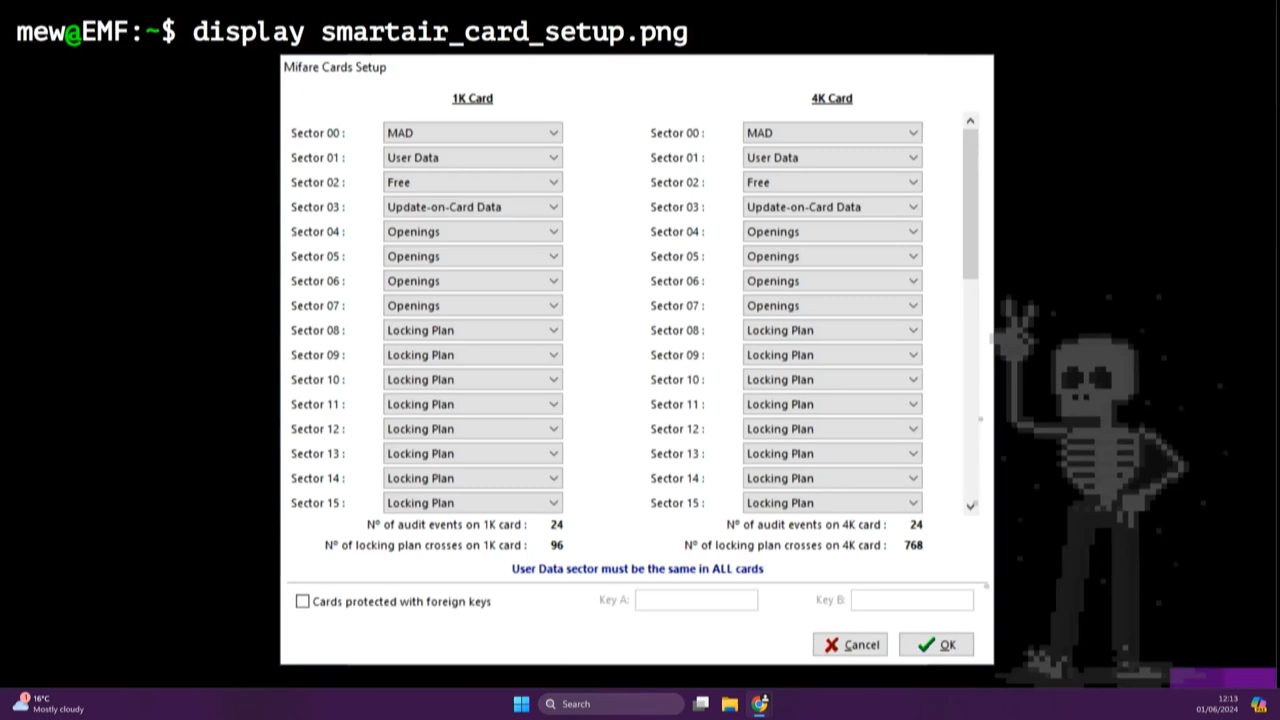 mew@EMF:~$ display smartair_card_setup.png
Mifare Cards Setup
1K Card 4K Card
Sector 00 : MAD Sector 00 : MAD
Sector 01 : User Data Sector 01 : User Data
Sector 02 : Free Sector 02 : Free
Sector 03 : Update-on-Card Data Sector 03 : Update-on-Card Data
Sector 04 : Openings Sector 04 : Openings
Sector 05 : Openings Sector 05 : Openings
Sector 06 : Openings Sector 06 : Openings
Sector 07 : Openings Sector 07 : Openings
Sector 08 : Locking Plan Sector 08 : Locking Plan
Sector 09 : Locking Plan Sector 09 : Locking Plan
Sector 10 : Locking Plan Sector 10 : Locking Plan
Sector 11 : Locking Plan Sector 11 : Locking Plan
Sector 12 : Locking Plan Sector 12 : Locking Plan
Sector 13 : Locking Plan Sector 13 : Locking Plan
Sector 14 : Locking Plan Sector 14 : Locking Plan
Sector 15 : Locking Plan Sector 15 : Locking Plan
Nº of audit events on 1K card : 24 Nº of audit events on 4K card : 24
Nº of locking plan crosses on 1K card : 96 Nº of locking plan crosses on 4K card : 768
User Data sector must be the same in ALL cards
Cards protected with foreign keys Key A: Key B:
Cancel OK
1 16°C Search 12:13
Mostly cloudy 01/06/2024